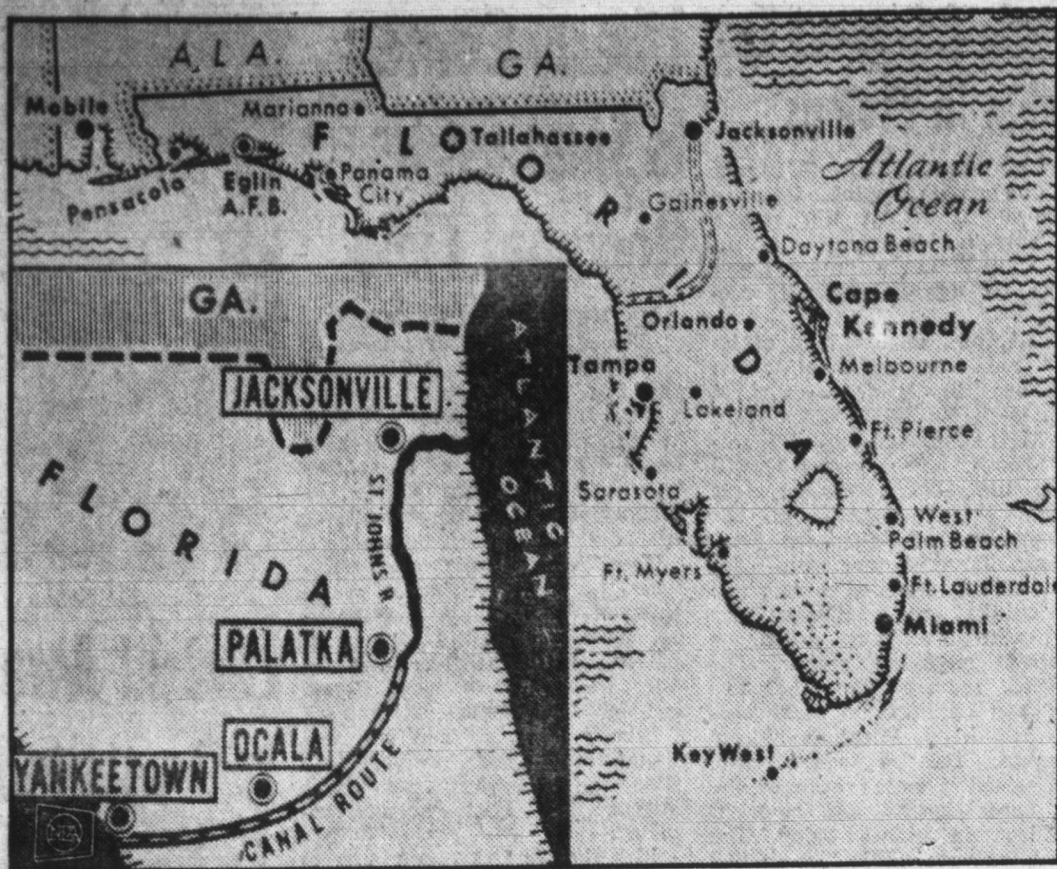 ALA.
GA.
Mobile
Marianna
F L O R I D A
Tallahassee
Jacksonville
Pensacola
Eglin
A.F.B.
Panama
City
Gainesville
Atlantic
Ocean
Daytona Beach
Cape
Kennedy
Orlando
Melbourne
Tampa
Lakeland
Ft. Pierce
Sarasota
West
Palm Beach
Ft. Myers
Ft. Lauderdale
Miami
Key West
GA.
ATLANTIC
OCEAN
JACKSONVILLE
FLORIDA
ST. JOHNS R.
PALATKA
OCALA
YANKEETOWN
CANAL ROUTE
NEA